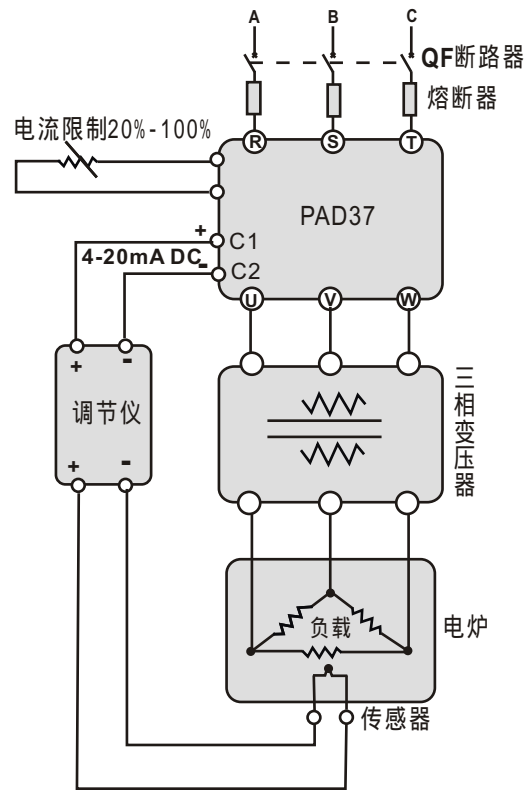 A B C
QF断路器
熔断器
电流限制20%-100%
R S T
PAD37
+ C1
4-20mA DC
- C2
U V W
+ -
调节仪
+ -
三相变压器
负载
电炉
传感器